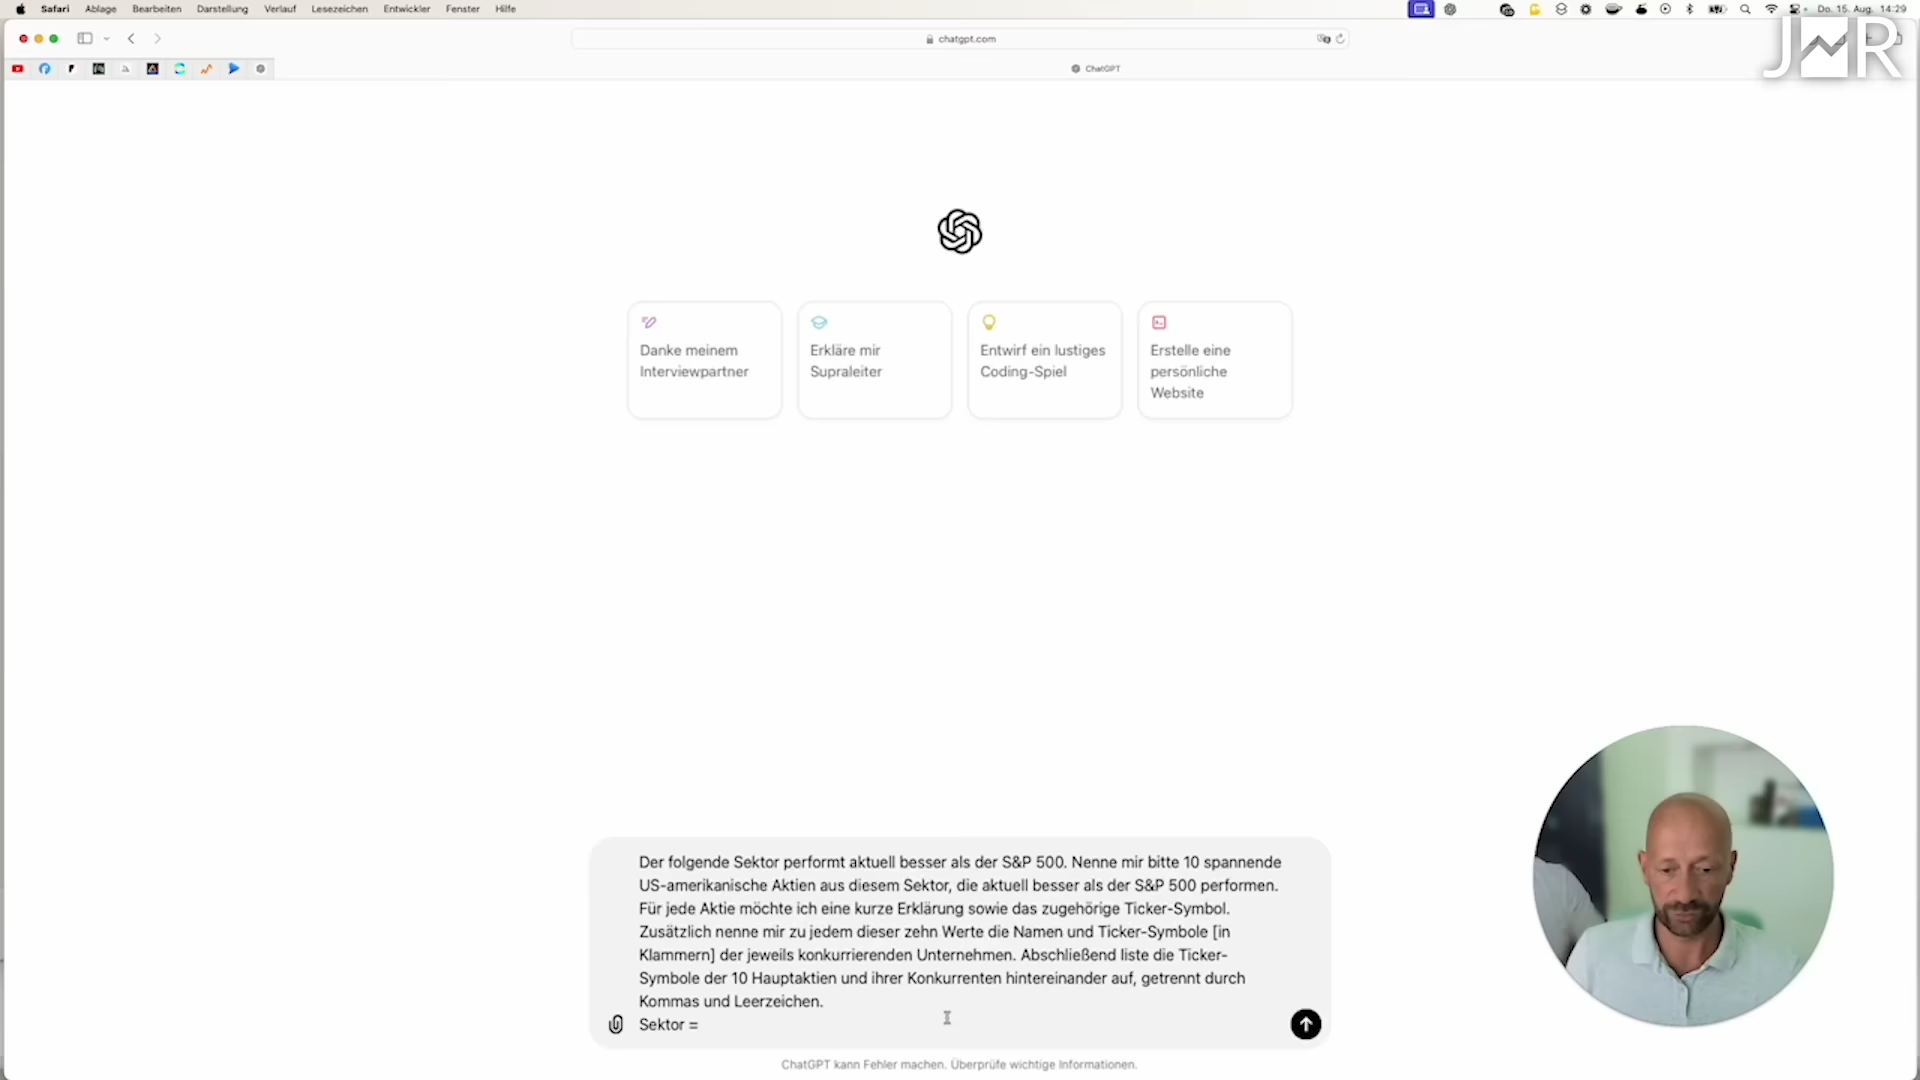 Safari Ablage Bearbeiten Darstellung Verlauf Lesezeichen Entwickler Fenster Hilfe
Do. 15. Aug. 14:29
chatgpt.com
JMR
ChatGPT
Danke meinem
Interviewpartner
Erkläre mir
Supraleiter
Entwirf ein lustiges
Coding-Spiel
Erstelle eine
persönliche
Website
Der folgende Sektor performt aktuell besser als der S&P 500. Nenne mir bitte 10 spannende
US-amerikanische Aktien aus diesem Sektor, die aktuell besser als der S&P 500 performen.
Für jede Aktie möchte ich eine kurze Erklärung sowie das zugehörige Ticker-Symbol.
Zusätzlich nenne mir zu jedem dieser zehn Werte die Namen und Ticker-Symbole [in
Klammern] der jeweils konkurrierenden Unternehmen. Abschließend liste die Ticker-
Symbole der 10 Hauptaktien und ihrer Konkurrenten hintereinander auf, getrennt durch
Kommas und Leerzeichen.
Sektor =
ChatGPT kann Fehler machen. Überprüfe wichtige Informationen.